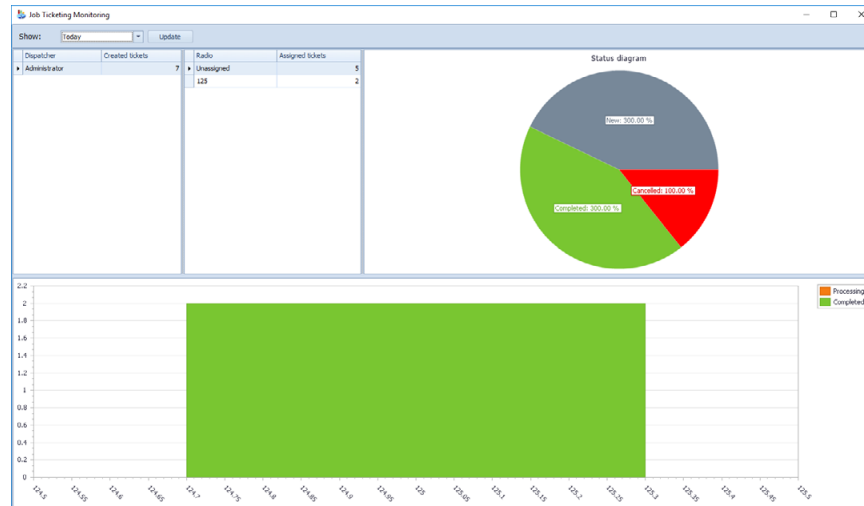 Job Ticketing Monitoring
Show: Today Update
Dispatcher Created tickets
Administrator 7
Radio Assigned tickets
Unassigned 5
125 2
Status diagram
New: 300.00 %
Cancelled: 100.00 %
Completed: 300.00 %
Processing
Completed
2.2
2
1.8
1.6
1.4
1.2
1
0.8
0.6
0.4
0.2
0
124.5 124.55 124.6 124.65 124.7 124.75 124.8 124.85 124.9 124.95 125 125.05 125.1 125.15 125.2 125.25 125.3 125.35 125.4 125.45 125.5